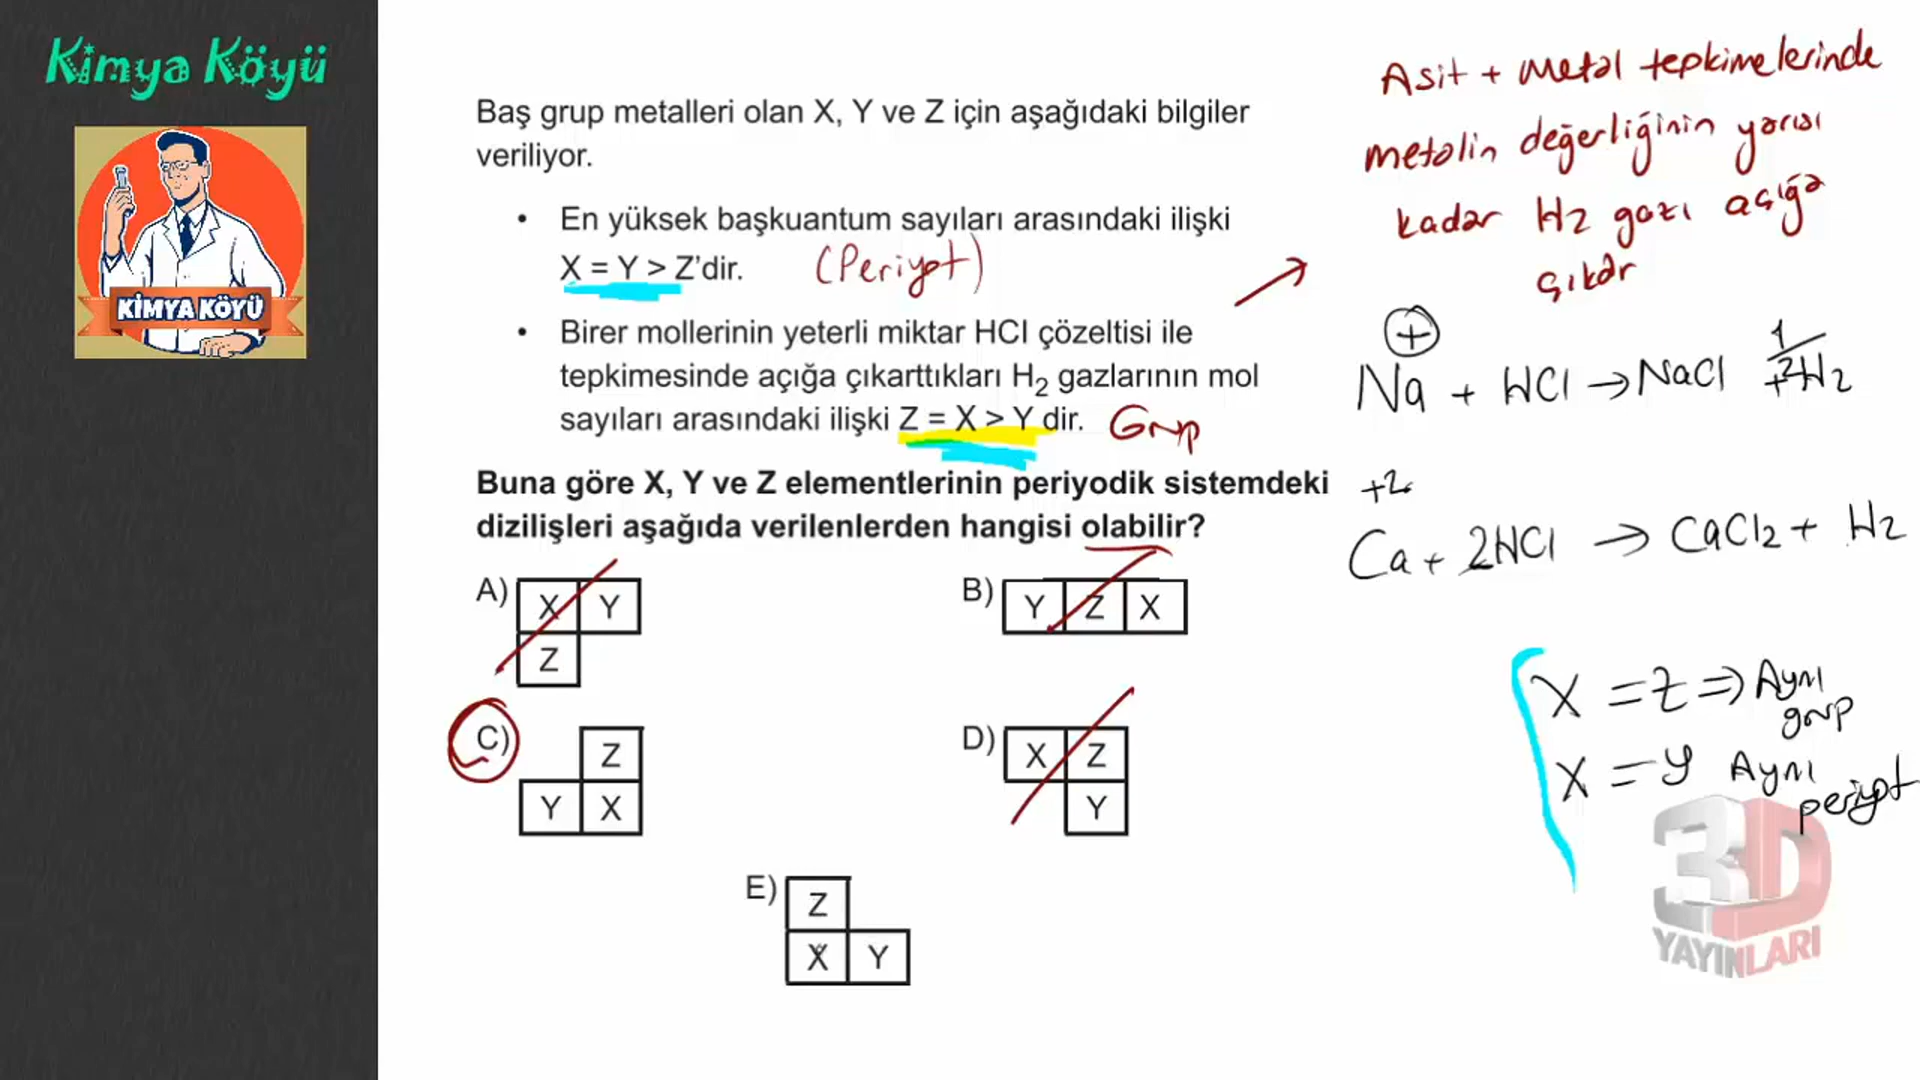 Kimya Köyü
KİMYA KÖYÜ
Baş grup metalleri olan X, Y ve Z için aşağıdaki bilgiler
veriliyor.
• En yüksek başkuantum sayıları arasındaki ilişki
X = Y > Z'dir. (Periyot)
• Birer mollerinin yeterli miktar HCl çözeltisi ile
tepkimesinde açığa çıkarttıkları H₂ gazlarının mol
sayıları arasındaki ilişki Z = X > Y dir. Grup
Buna göre X, Y ve Z elementlerinin periyodik sistemdeki
dizilişleri aşağıda verilenlerden hangisi olabilir?
A) X Y
Z
B) Y Z X
C) Z
Y X
D) X Z
Y
E) Z
X Y
Asit + Metal tepkimelerinde
metalin değerliğinin yarısı
kadar H2 gazı açığa
çıkar
+
Na + HCl → NaCl + 1/2 H2
+2
Ca + 2HCl → CaCl2 + H2
X = Z ⇒ Aynı
grup
X = Y Aynı
periyot
3D
YAYINLARI